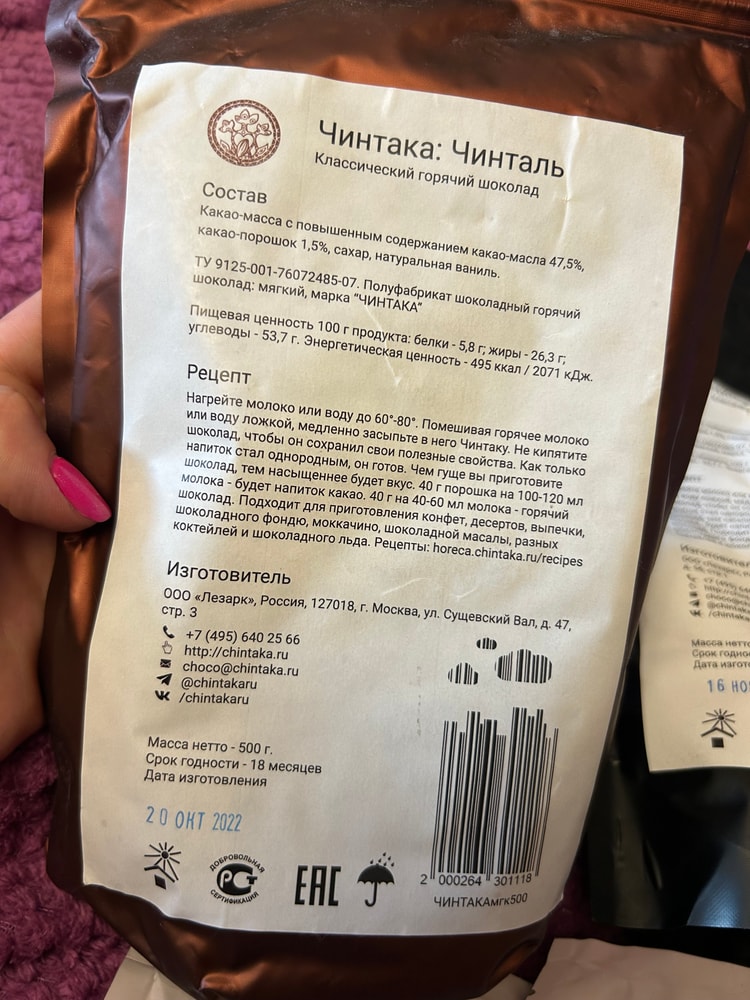 Чинтака: Чинталь
Классический горячий шоколад
Состав
Какао-масса с повышенным содержанием какао-масла 47,5%,
какао-порошок 1,5%, сахар, натуральная ваниль.
ТУ 9125-001-76072485-07. Полуфабрикат шоколадный горячий
шоколад: мягкий, марка “ЧИНТАКА”
Пищевая ценность 100 г продукта: белки - 5,8 г; жиры - 26,3 г;
углеводы - 53,7 г. Энергетическая ценность - 495 ккал / 2071 кДж.
Рецепт
Нагрейте молоко или воду до 60°-80°. Помешивая горячее молоко
или воду ложкой, медленно засыпьте в него Чинтаку. Не кипятите
шоколад, чтобы он сохранил свои полезные свойства. Как только
напиток стал однородным, он готов. Чем гуще вы приготовите
шоколад, тем насыщеннее будет вкус. 40 г порошка на 100-120 мл
молока - будет напиток какао. 40 г на 40-60 мл молока - горячий
шоколад. Подходит для приготовления конфет, десертов, выпечки,
шоколадного фондю, моккачино, шоколадной масалы, разных
коктейлей и шоколадного льда. Рецепты: horeca.chintaka.ru/recipes
Изготовитель
ООО «Лезарк», Россия, 127018, г. Москва, ул. Сущевский Вал, д. 47,
стр. 3
+7 (495) 640 25 66
http://chintaka.ru
choco@chintaka.ru
@chintakaru
/chintakaru
Масса нетто - 500 г.
Срок годности - 18 месяцев
Дата изготовления
20 ОКТ 2022
ДОБРОВОЛЬНАЯ
РСТ
СЕРТИФИКАЦИЯ
ЕАС
2 000264 301118
ЧИНТАКАмгк500
Изготовител
+7 (495)
http://ch
choco@
@chinta
/chintak
Масса нетто
Срок годно
Дата изгот
16 НО